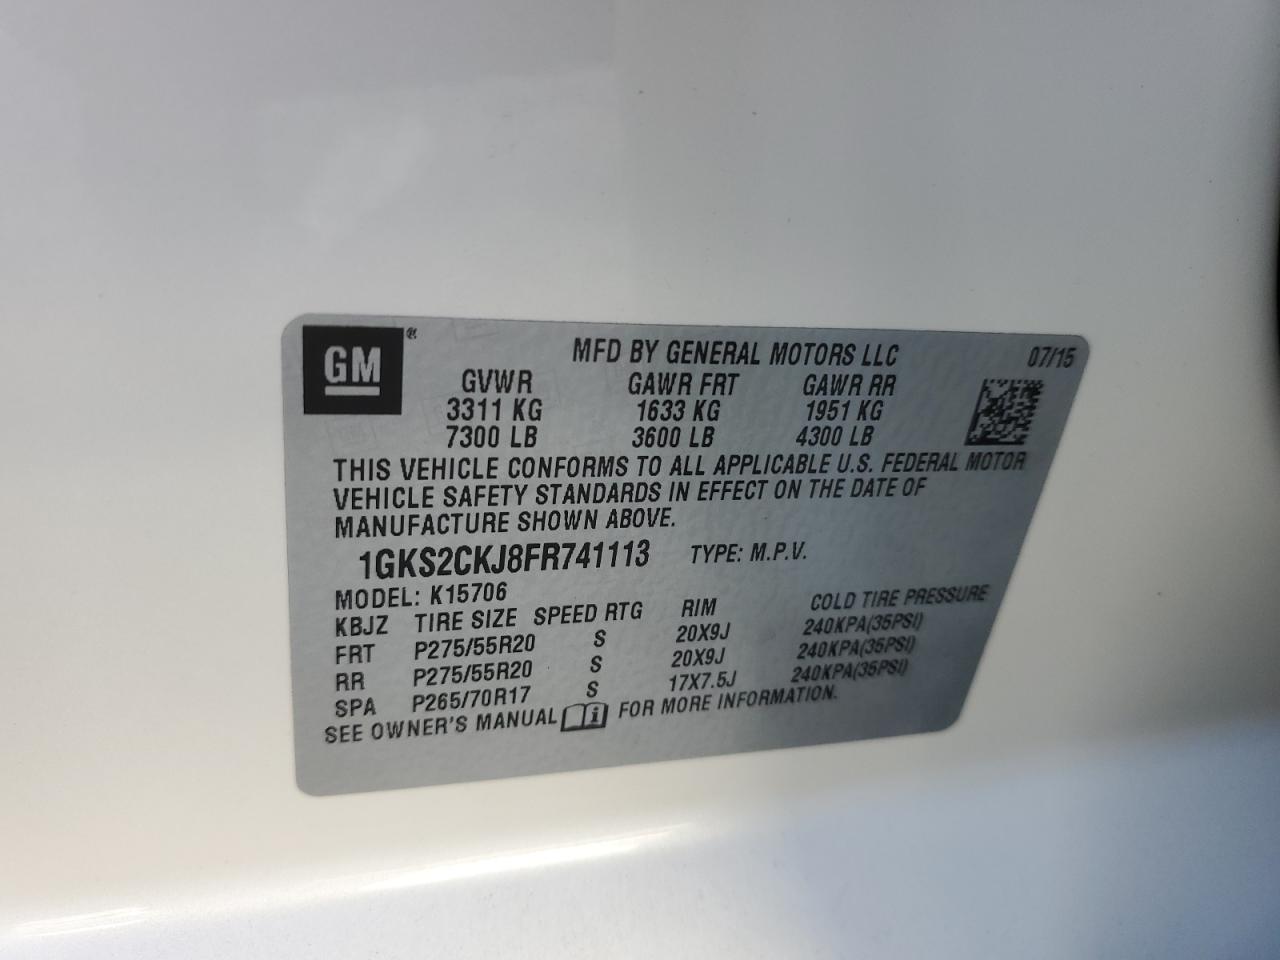 GM®
MFD BY GENERAL MOTORS LLC 07/15
GVWR GAWR FRT GAWR RR
3311 KG 1633 KG 1951 KG
7300 LB 3600 LB 4300 LB
THIS VEHICLE CONFORMS TO ALL APPLICABLE U.S. FEDERAL MOTOR
VEHICLE SAFETY STANDARDS IN EFFECT ON THE DATE OF
MANUFACTURE SHOWN ABOVE.
1GKS2CKJ8FR741113 TYPE: M.P.V.
MODEL: K15706
KBJZ TIRE SIZE SPEED RTG RIM COLD TIRE PRESSURE
FRT P275/55R20 S 20X9J 240KPA(35PSI)
RR P275/55R20 S 20X9J 240KPA(35PSI)
SPA P265/70R17 S 17X7.5J 240KPA(35PSI)
SEE OWNER'S MANUAL i FOR MORE INFORMATION.